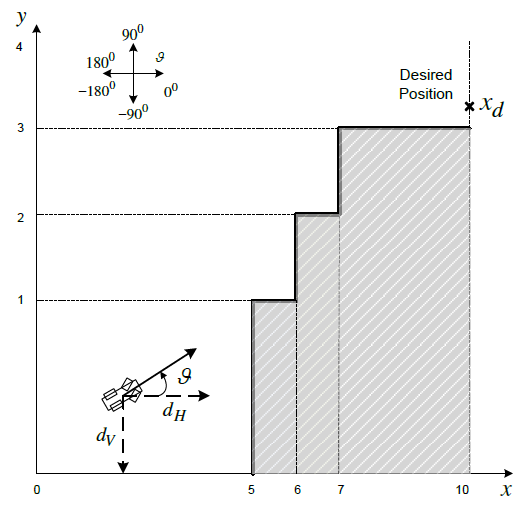 y
4
90⁰
180⁰ ϑ
−180⁰ 0⁰
−90⁰
Desired
Position
x_d
3
2
1
ϑ
d_H
d_V
0 5 6 7 10 x